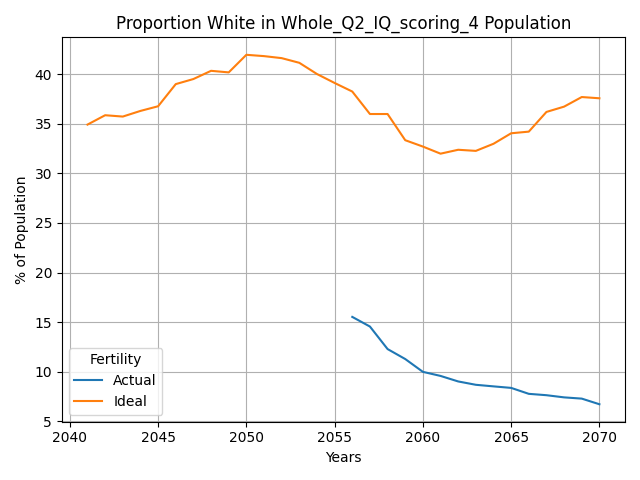 Proportion White in Whole_Q2_IQ_scoring_4 Population
% of Population
40
35
30
25
20
15
10
5
Fertility
Actual
Ideal
2040 2045 2050 2055 2060 2065 2070
Years